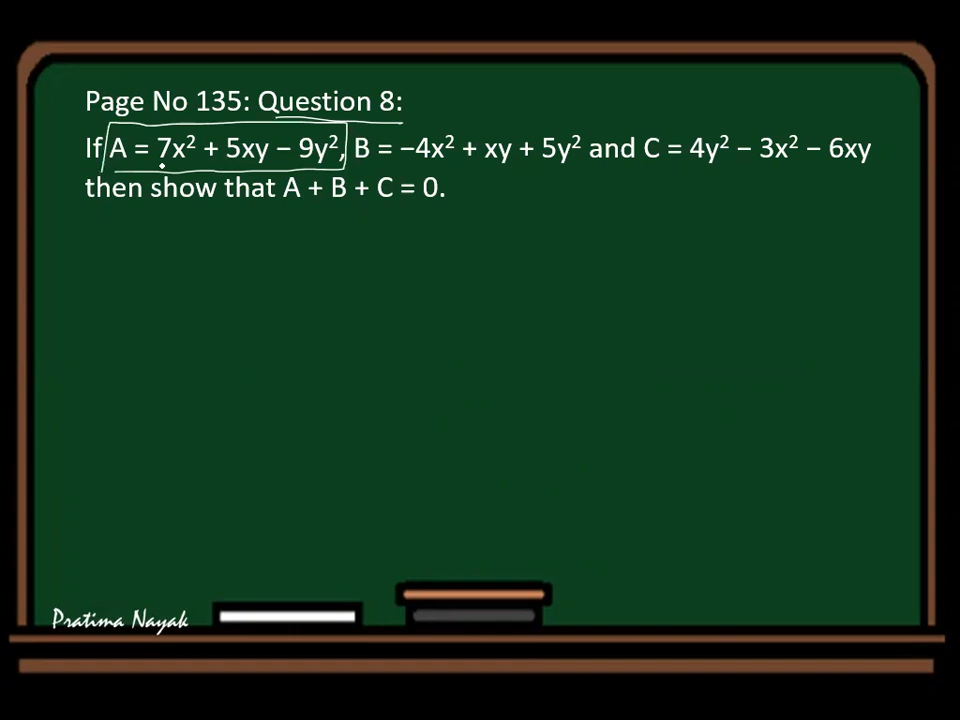 Page No 135: Question 8:
If A = 7x² + 5xy − 9y², B = −4x² + xy + 5y² and C = 4y² − 3x² − 6xy
then show that A + B + C = 0.
Pratima Nayak